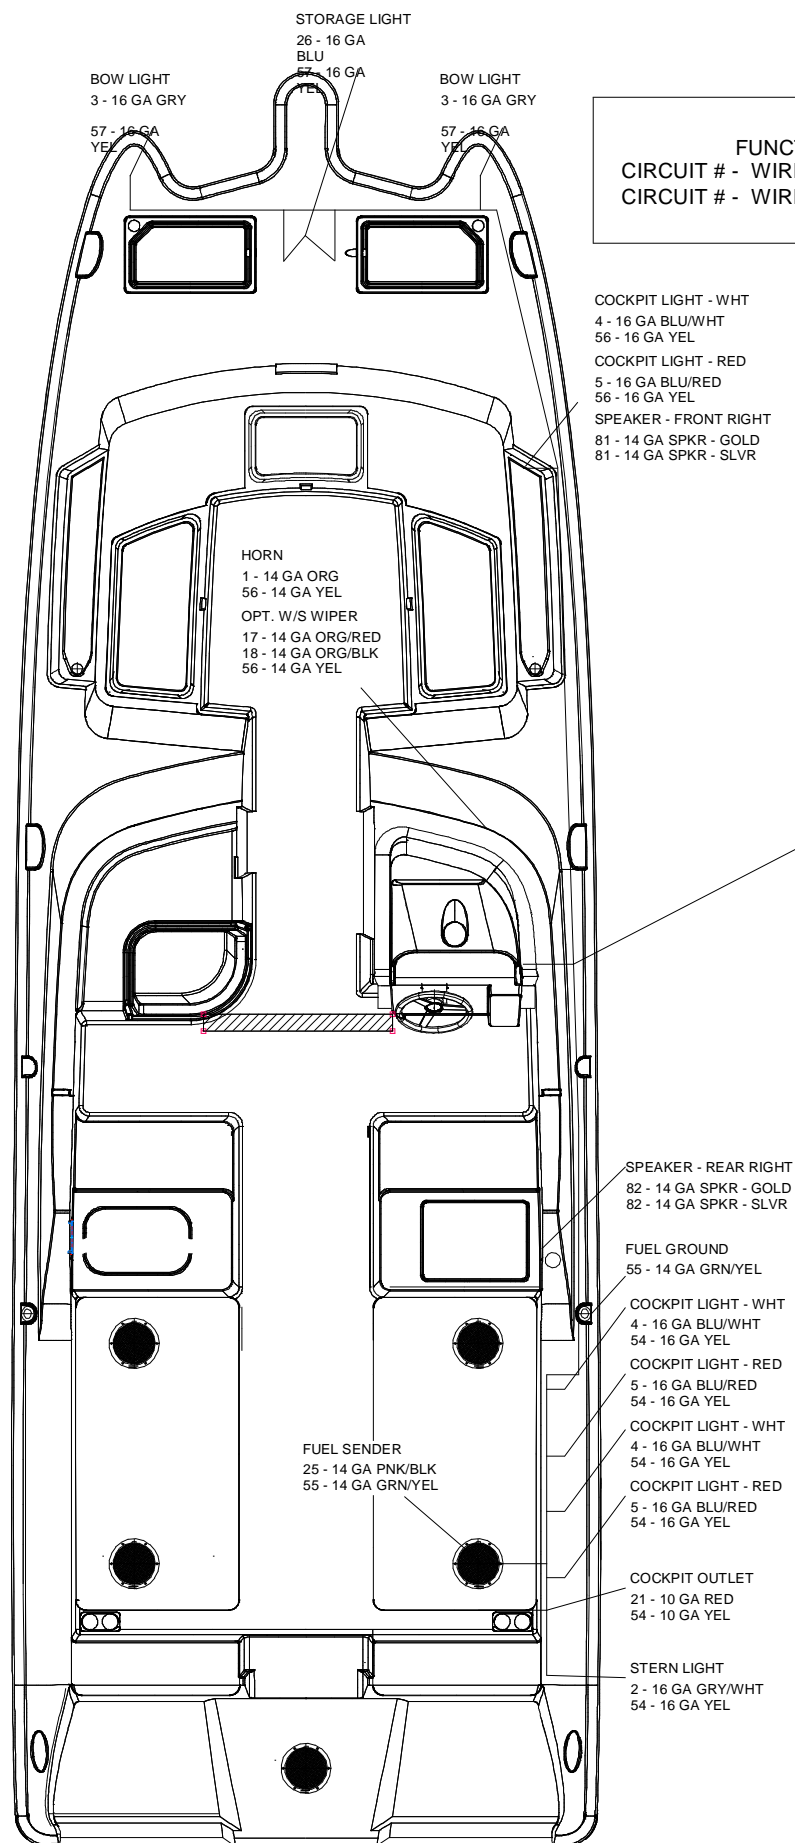 STORAGE LIGHT
26 - 16 GA
BLU
57 - 16 GA
YEL
BOW LIGHT
3 - 16 GA GRY
57 - 16 GA
YEL
BOW LIGHT
3 - 16 GA GRY
57 - 16 GA
YEL
CIRCUIT # -
CIRCUIT # -
COCKPIT LIGHT - WHT
4 - 16 GA BLU/WHT
56 - 16 GA YEL
COCKPIT LIGHT - RED
5 - 16 GA BLU/RED
56 - 16 GA YEL
SPEAKER - FRONT RIGHT
81 - 14 GA SPKR - GOLD
81 - 14 GA SPKR - SLVR
HORN
1 - 14 GA ORG
56 - 14 GA YEL
OPT. W/S WIPER
17 - 14 GA ORG/RED
18 - 14 GA ORG/BLK
56 - 14 GA YEL
SPEAKER - REAR RIGHT
82 - 14 GA SPKR - GOLD
82 - 14 GA SPKR - SLVR
FUEL GROUND
55 - 14 GA GRN/YEL
COCKPIT LIGHT - WHT
4 - 16 GA BLU/WHT
54 - 16 GA YEL
COCKPIT LIGHT - RED
5 - 16 GA BLU/RED
54 - 16 GA YEL
COCKPIT LIGHT - WHT
4 - 16 GA BLU/WHT
54 - 16 GA YEL
COCKPIT LIGHT - RED
5 - 16 GA BLU/RED
54 - 16 GA YEL
FUEL SENDER
25 - 14 GA PNK/BLK
55 - 14 GA GRN/YEL
COCKPIT OUTLET
21 - 10 GA RED
54 - 10 GA YEL
STERN LIGHT
2 - 16 GA GRY/WHT
54 - 16 GA YEL